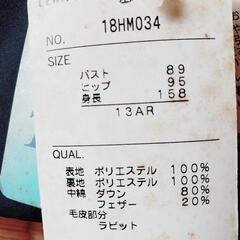 NO. 18HM034
SIZE
バスト 89
ヒップ 95
身長 158
13AR
QUAL.
表地 ポリエステル 100%
裏地 ポリエステル 100%
中綿 ダウン 80%
フェザー 20%
毛皮部分
ラビット